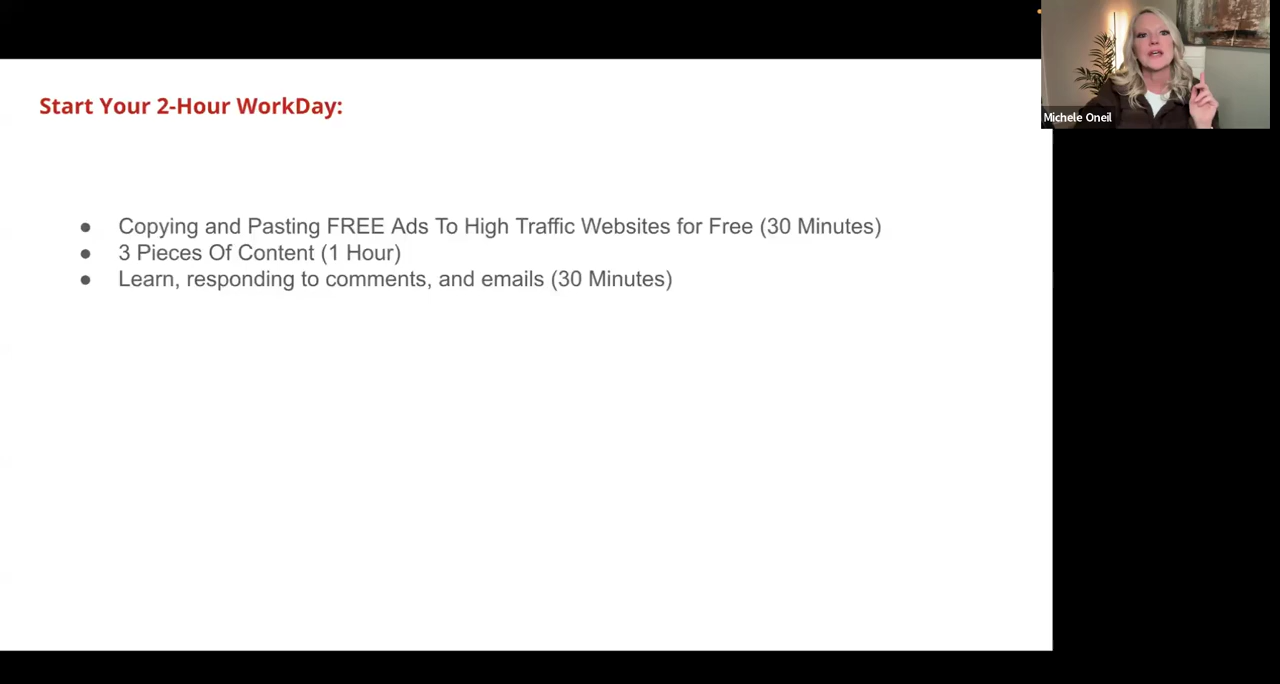 Start Your 2-Hour WorkDay:
Michele Oneil
● Copying and Pasting FREE Ads To High Traffic Websites for Free (30 Minutes)
● 3 Pieces Of Content (1 Hour)
● Learn, responding to comments, and emails (30 Minutes)